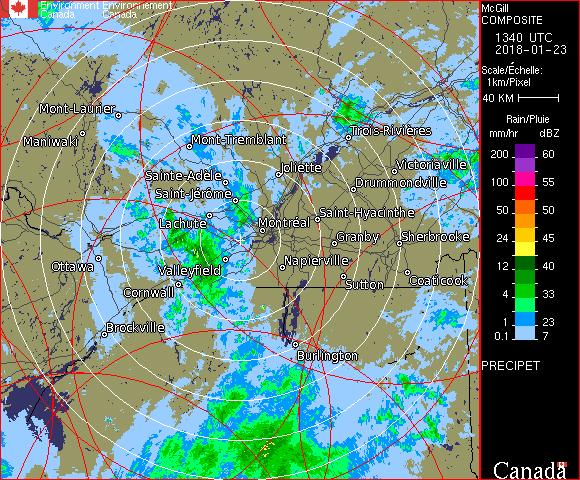 Environment Environnement
Canada Canada
Mont-Laurier
Maniwaki
Mont-Tremblant
Trois-Rivières
Joliette
Victoriaville
Sainte-Adèle
Drummondville
Saint-Jérôme
Saint-Hyacinthe
Lachute
Montréal
Granby
Sherbrooke
Ottawa
Valleyfield
Napierville
Cornwall
Sutton
Coaticook
Brockville
Burlington
McGill
COMPOSITE
1340 UTC
2018-01-23
Scale/Échelle:
1km/Pixel
40 KM
Rain/Pluie
mm/hr dBZ
200 60
100 55
50 50
24 45
12 40
4 33
1 23
0.1 7
PRECIPET
Canada